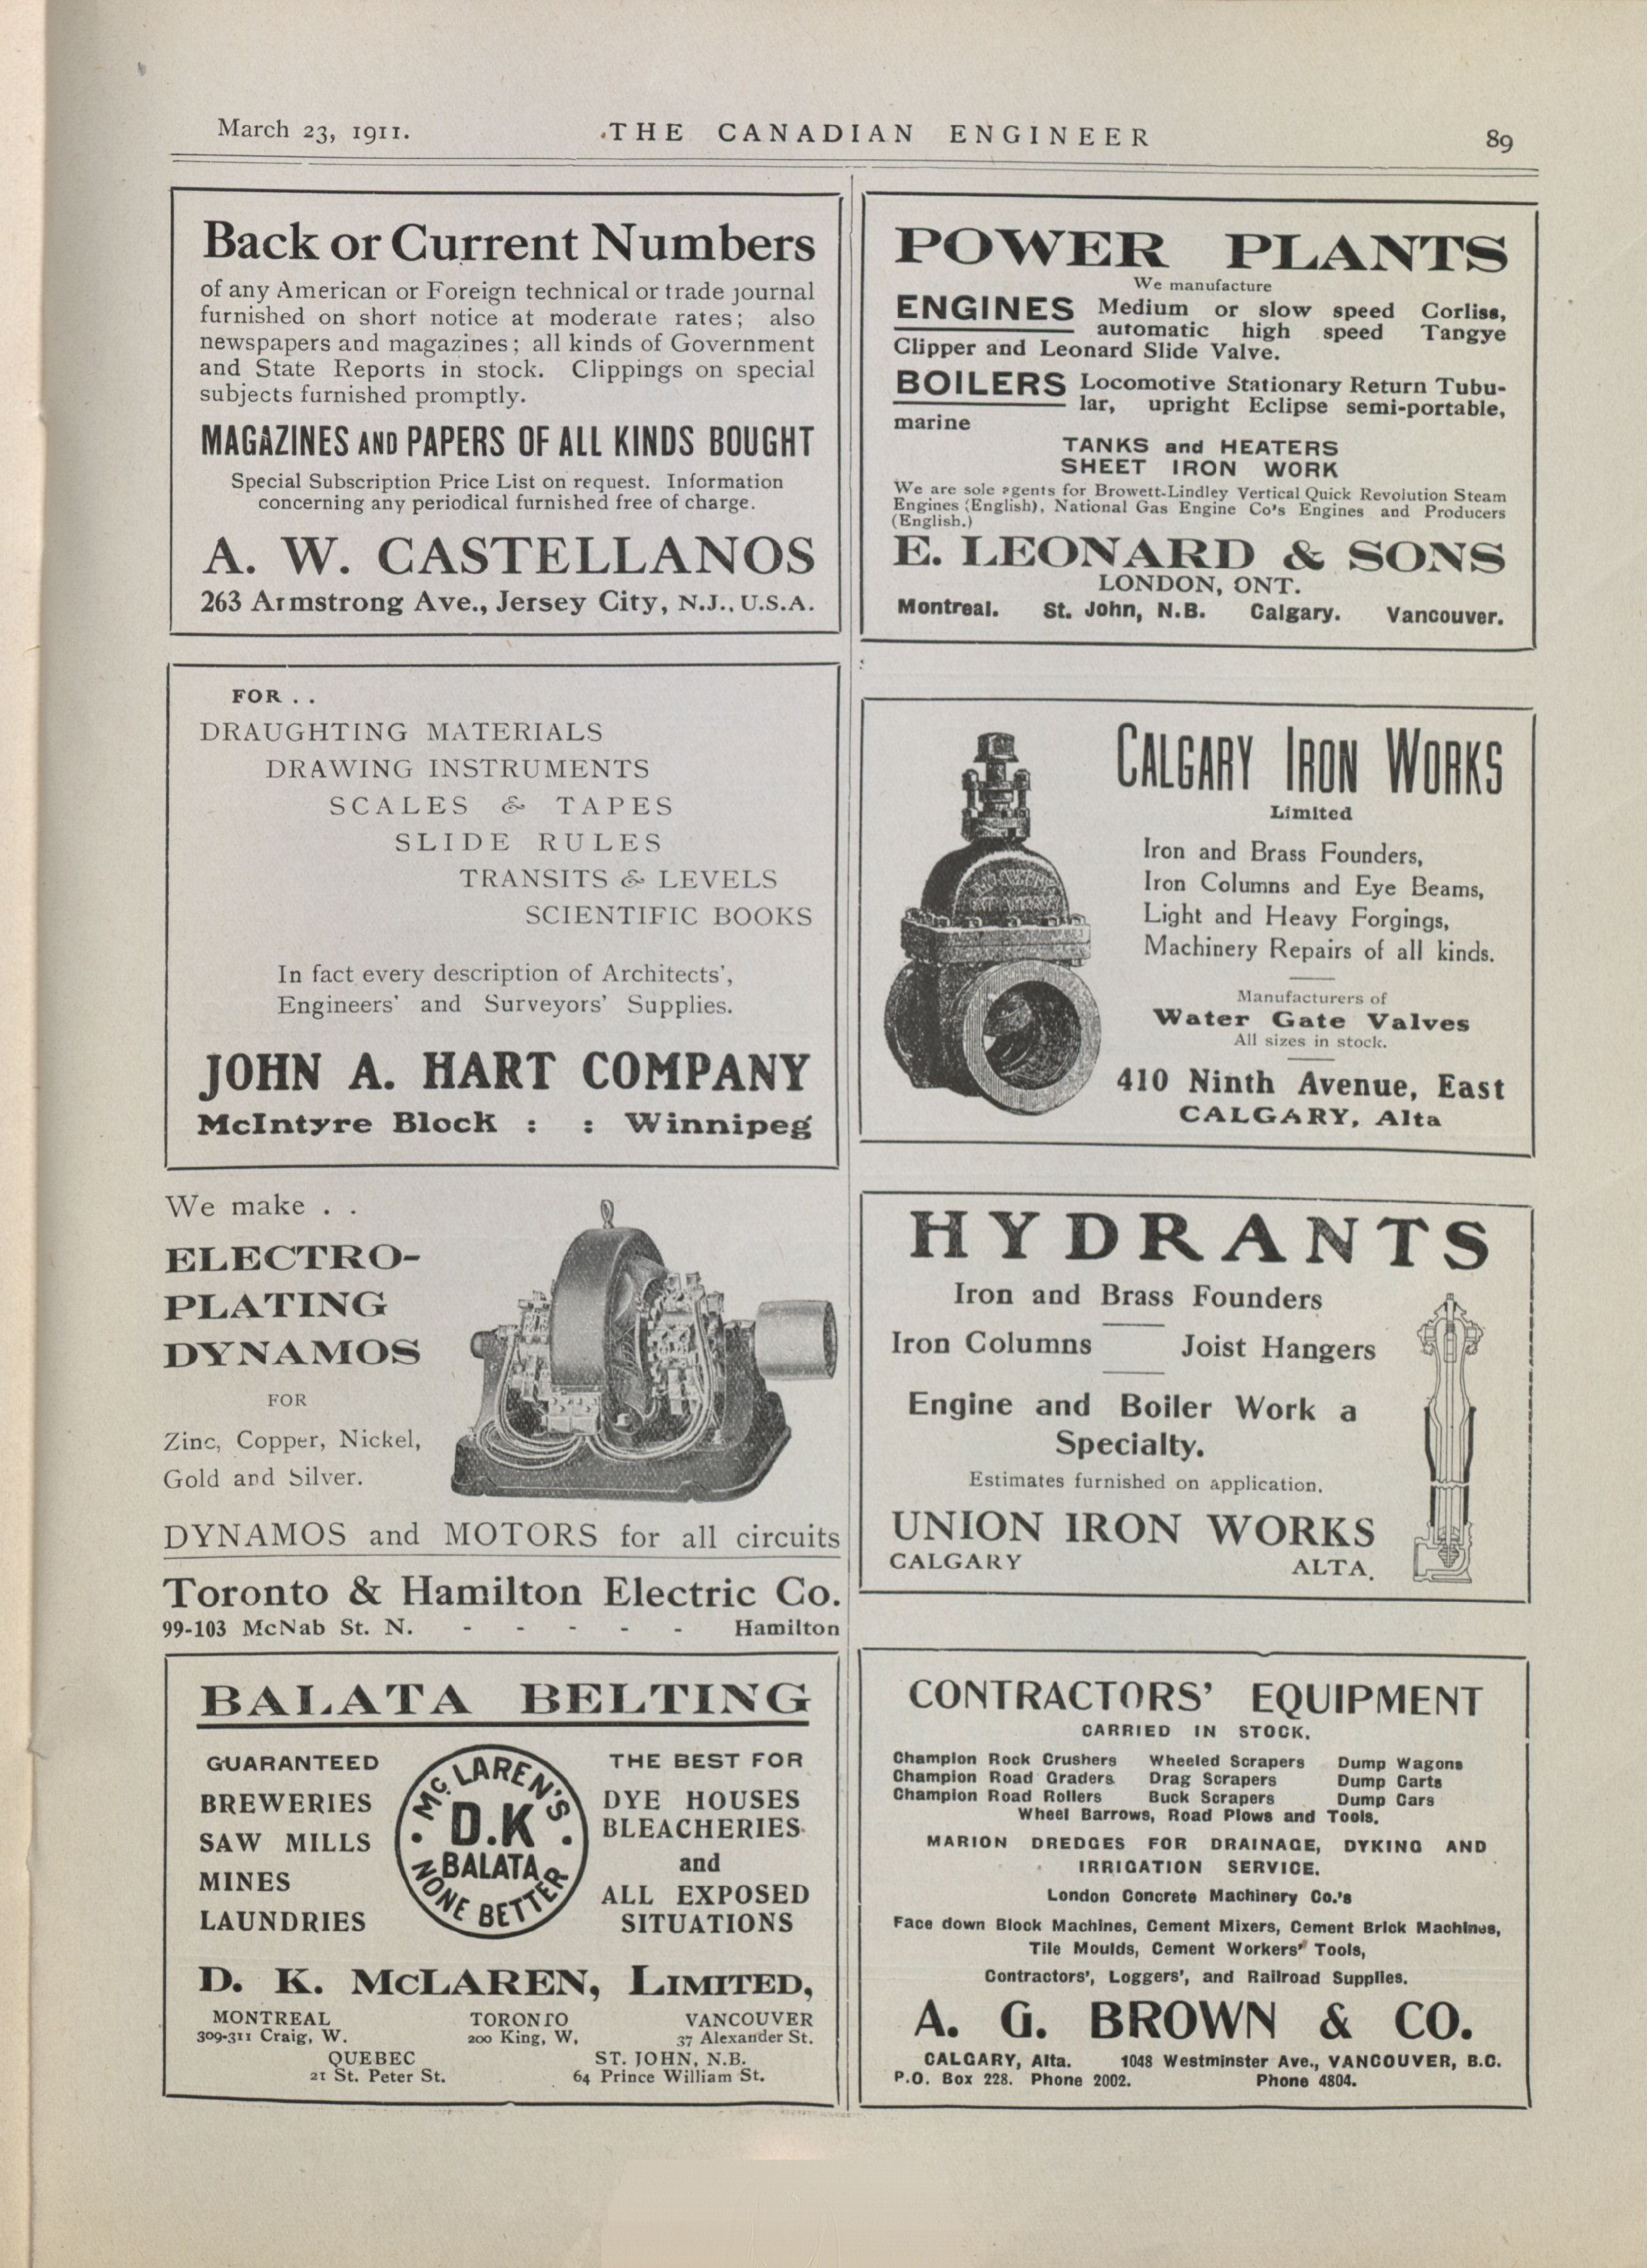 March 23, 1911.
THE CANADIAN ENGINEER
89
Back or Current Numbers
of any American or Foreign technical or trade journal
furnished on short notice at moderate rates; also
newspapers and magazines; all kinds of Government
and State Reports in stock. Clippings on special
subjects furnished promptly.
MAGAZINES AND PAPERS OF ALL KINDS BOUGHT
Special Subscription Price List on request. Information
concerning any periodical furnished free of charge.
A. W. CASTELLANOS
263 Armstrong Ave., Jersey City, N.J., U.S.A.
FOR . .
DRAUGHTING MATERIALS
DRAWING INSTRUMENTS
SCALES & TAPES
SLIDE RULES
TRANSITS & LEVELS
SCIENTIFIC BOOKS
In fact every description of Architects',
Engineers' and Surveyors' Supplies.
JOHN A. HART COMPANY
McIntyre Block : : Winnipeg
We make . .
ELECTRO-
PLATING
DYNAMOS
FOR
Zinc, Copper, Nickel,
Gold and Silver.
DYNAMOS and MOTORS for all circuits
Toronto & Hamilton Electric Co.
99-103 McNab St. N. - - - - - Hamilton
BALATA BELTING
GUARANTEED
BREWERIES
SAW MILLS
MINES
LAUNDRIES
McLAREN'S
D.K
BALATA
NONE BETTER
THE BEST FOR
DYE HOUSES
BLEACHERIES
and
ALL EXPOSED
SITUATIONS
D. K. McLAREN, LIMITED,
MONTREAL TORONTO VANCOUVER
309-311 Craig, W. 200 King, W, 37 Alexander St.
QUEBEC ST. JOHN, N.B.
21 St. Peter St. 64 Prince William St.
POWER PLANTS
We manufacture
ENGINES Medium or slow speed Corliss,
automatic high speed Tangye
Clipper and Leonard Slide Valve.
BOILERS Locomotive Stationary Return Tubu-
lar, upright Eclipse semi-portable,
marine
TANKS and HEATERS
SHEET IRON WORK
We are sole agents for Browett-Lindley Vertical Quick Revolution Steam
Engines (English), National Gas Engine Co's Engines and Producers
(English.)
E. LEONARD & SONS
LONDON, ONT.
Montreal. St. John, N.B. Calgary. Vancouver.
CALGARY IRON WORKS
Limited
Iron and Brass Founders,
Iron Columns and Eye Beams,
Light and Heavy Forgings,
Machinery Repairs of all kinds.
Manufacturers of
Water Gate Valves
All sizes in stock.
410 Ninth Avenue, East
CALGARY, Alta
HYDRANTS
Iron and Brass Founders
Iron Columns Joist Hangers
Engine and Boiler Work a
Specialty.
Estimates furnished on application.
UNION IRON WORKS
CALGARY ALTA.
CONTRACTORS' EQUIPMENT
CARRIED IN STOCK.
Champion Rock Crushers Wheeled Scrapers Dump Wagons
Champion Road Graders Drag Scrapers Dump Carts
Champion Road Rollers Buck Scrapers Dump Cars
Wheel Barrows, Road Plows and Tools.
MARION DREDGES FOR DRAINAGE, DYKING AND
IRRIGATION SERVICE.
London Concrete Machinery Co.'s
Face down Block Machines, Cement Mixers, Cement Brick Machines,
Tile Moulds, Cement Workers' Tools,
Contractors', Loggers', and Railroad Supplies.
A. G. BROWN & CO.
CALGARY, Alta. 1048 Westminster Ave., VANCOUVER, B.C.
P.O. Box 228. Phone 2002. Phone 4804.